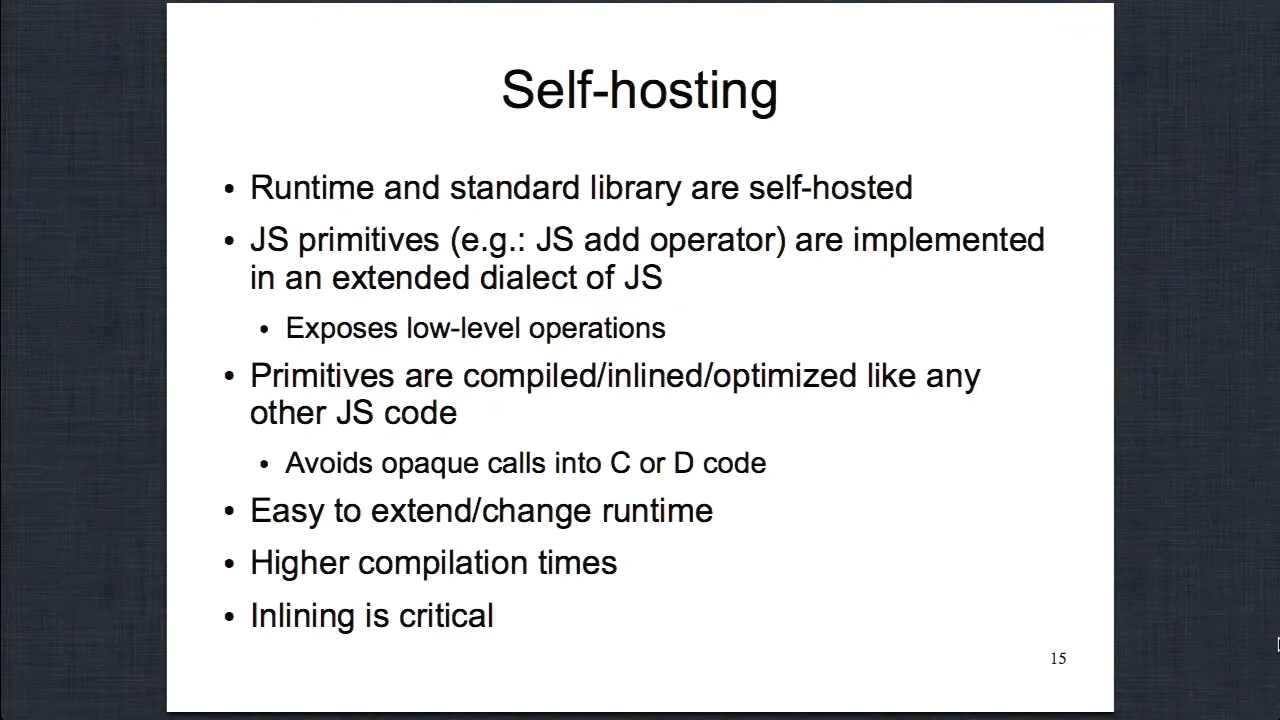 Self-hosting
• Runtime and standard library are self-hosted
• JS primitives (e.g.: JS add operator) are implemented
in an extended dialect of JS
• Exposes low-level operations
• Primitives are compiled/inlined/optimized like any
other JS code
• Avoids opaque calls into C or D code
• Easy to extend/change runtime
• Higher compilation times
• Inlining is critical
15